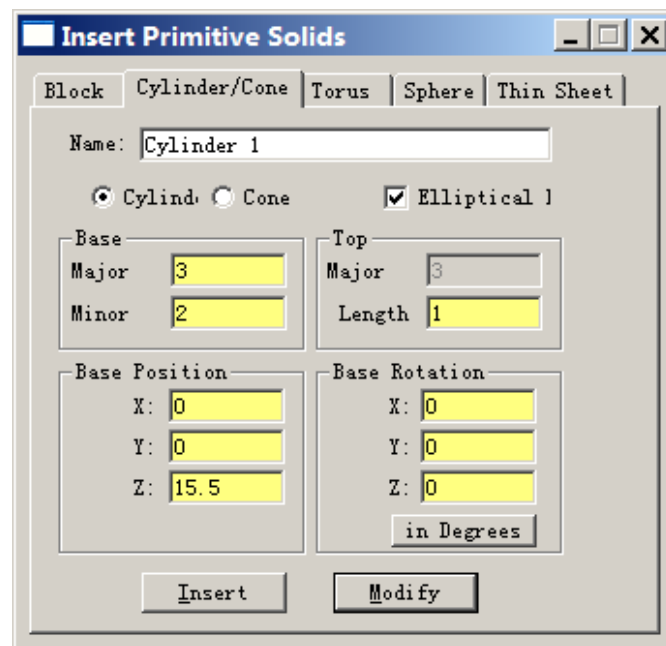 Insert Primitive Solids
Block Cylinder/Cone Torus Sphere Thin Sheet
Name: Cylinder 1
Cylind Cone Elliptical
Base Top
Major 3 Major 3
Minor 2 Length 1
Base Position Base Rotation
X: 0 X: 0
Y: 0 Y: 0
Z: 15.5 Z: 0
in Degrees
Insert Modify